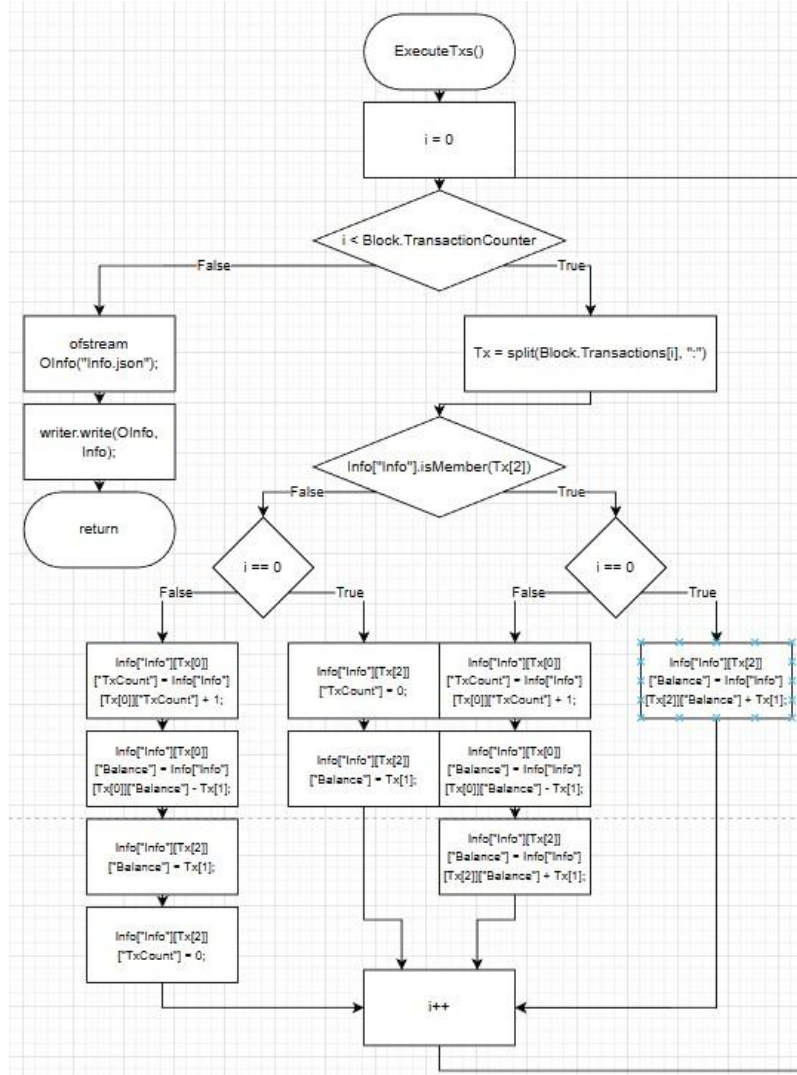 ExecuteTxs()
i = 0
i < Block.TransactionCounter
False
True
ofstream
OInfo("Info.json");
Tx = split(Block.Transactions[i], ":")
writer.write(OInfo,
Info);
Info["Info"].isMember(Tx[2])
False
True
return
i == 0
i == 0
False
True
False
True
Info["Info"][Tx[0]]
["TxCount"] = Info["Info"]
[Tx[0]]["TxCount"] + 1;
Info["Info"][Tx[2]]
["TxCount"] = 0;
Info["Info"][Tx[0]]
["TxCount"] = Info["Info"]
[Tx[0]]["TxCount"] + 1;
Info["Info"][Tx[2]]
["Balance"] = Info["Info"]
[Tx[2]]["Balance"] + Tx[1];
Info["Info"][Tx[0]]
["Balance"] = Info["Info"]
[Tx[0]]["Balance"] - Tx[1];
Info["Info"][Tx[2]]
["Balance"] = Tx[1];
Info["Info"][Tx[0]]
["Balance"] = Info["Info"]
[Tx[0]]["Balance"] - Tx[1];
Info["Info"][Tx[2]]
["Balance"] = Tx[1];
Info["Info"][Tx[2]]
["Balance"] = Info["Info"]
[Tx[2]]["Balance"] + Tx[1];
Info["Info"][Tx[2]]
["TxCount"] = 0;
i++